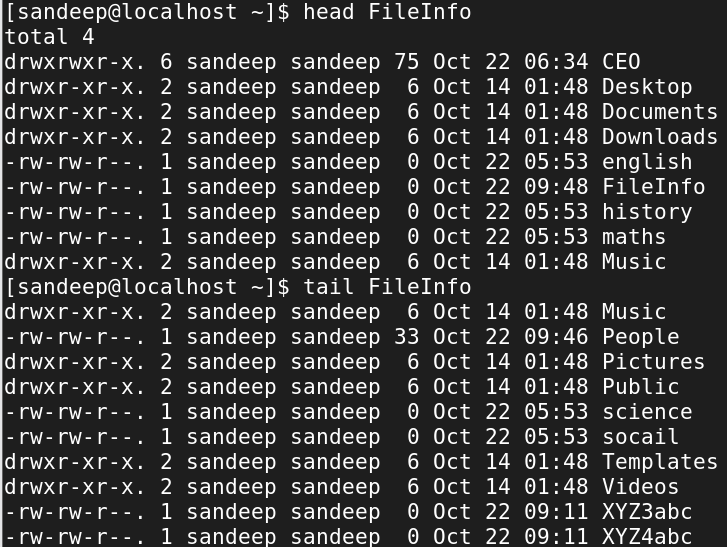 [sandeep@localhost ~]$ head FileInfo
total 4
drwxrwxr-x. 6 sandeep sandeep 75 Oct 22 06:34 CEO
drwxr-xr-x. 2 sandeep sandeep  6 Oct 14 01:48 Desktop
drwxr-xr-x. 2 sandeep sandeep  6 Oct 14 01:48 Documents
drwxr-xr-x. 2 sandeep sandeep  6 Oct 14 01:48 Downloads
-rw-rw-r--. 1 sandeep sandeep  0 Oct 22 05:53 english
-rw-rw-r--. 1 sandeep sandeep  0 Oct 22 09:48 FileInfo
-rw-rw-r--. 1 sandeep sandeep  0 Oct 22 05:53 history
-rw-rw-r--. 1 sandeep sandeep  0 Oct 22 05:53 maths
drwxr-xr-x. 2 sandeep sandeep  6 Oct 14 01:48 Music
[sandeep@localhost ~]$ tail FileInfo
drwxr-xr-x. 2 sandeep sandeep  6 Oct 14 01:48 Music
-rw-rw-r--. 1 sandeep sandeep 33 Oct 22 09:46 People
drwxr-xr-x. 2 sandeep sandeep  6 Oct 14 01:48 Pictures
drwxr-xr-x. 2 sandeep sandeep  6 Oct 14 01:48 Public
-rw-rw-r--. 1 sandeep sandeep  0 Oct 22 05:53 science
-rw-rw-r--. 1 sandeep sandeep  0 Oct 22 05:53 socail
drwxr-xr-x. 2 sandeep sandeep  6 Oct 14 01:48 Templates
drwxr-xr-x. 2 sandeep sandeep  6 Oct 14 01:48 Videos
-rw-rw-r--. 1 sandeep sandeep  0 Oct 22 09:11 XYZ3abc
-rw-rw-r--. 1 sandeep sandeep  0 Oct 22 09:11 XYZ4abc